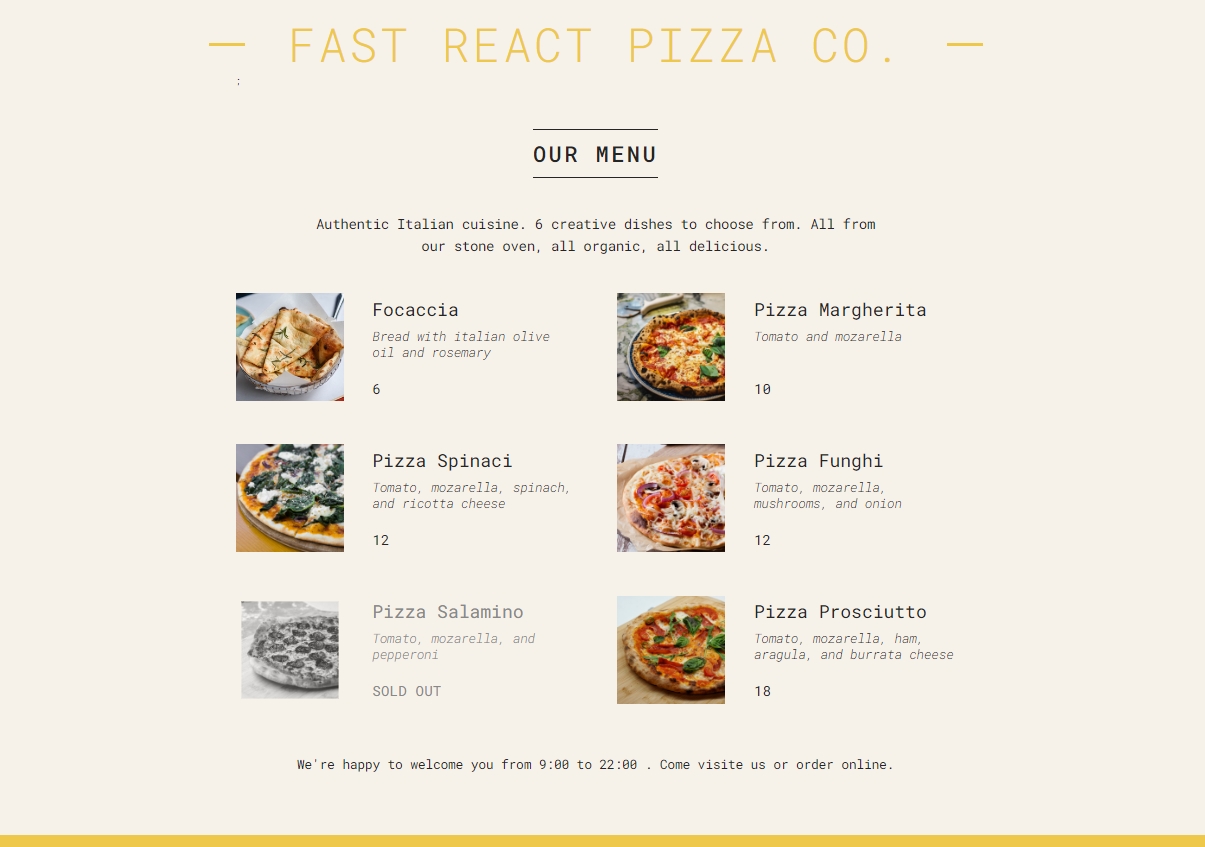 — FAST REACT PIZZA CO. —
;
OUR MENU
Authentic Italian cuisine. 6 creative dishes to choose from. All from
our stone oven, all organic, all delicious.
Focaccia
Bread with italian olive
oil and rosemary
6
Pizza Margherita
Tomato and mozarella
10
Pizza Spinaci
Tomato, mozarella, spinach,
and ricotta cheese
12
Pizza Funghi
Tomato, mozarella,
mushrooms, and onion
12
Pizza Salamino
Tomato, mozarella, and
pepperoni
SOLD OUT
Pizza Prosciutto
Tomato, mozarella, ham,
aragula, and burrata cheese
18
We're happy to welcome you from 9:00 to 22:00 . Come visite us or order online.